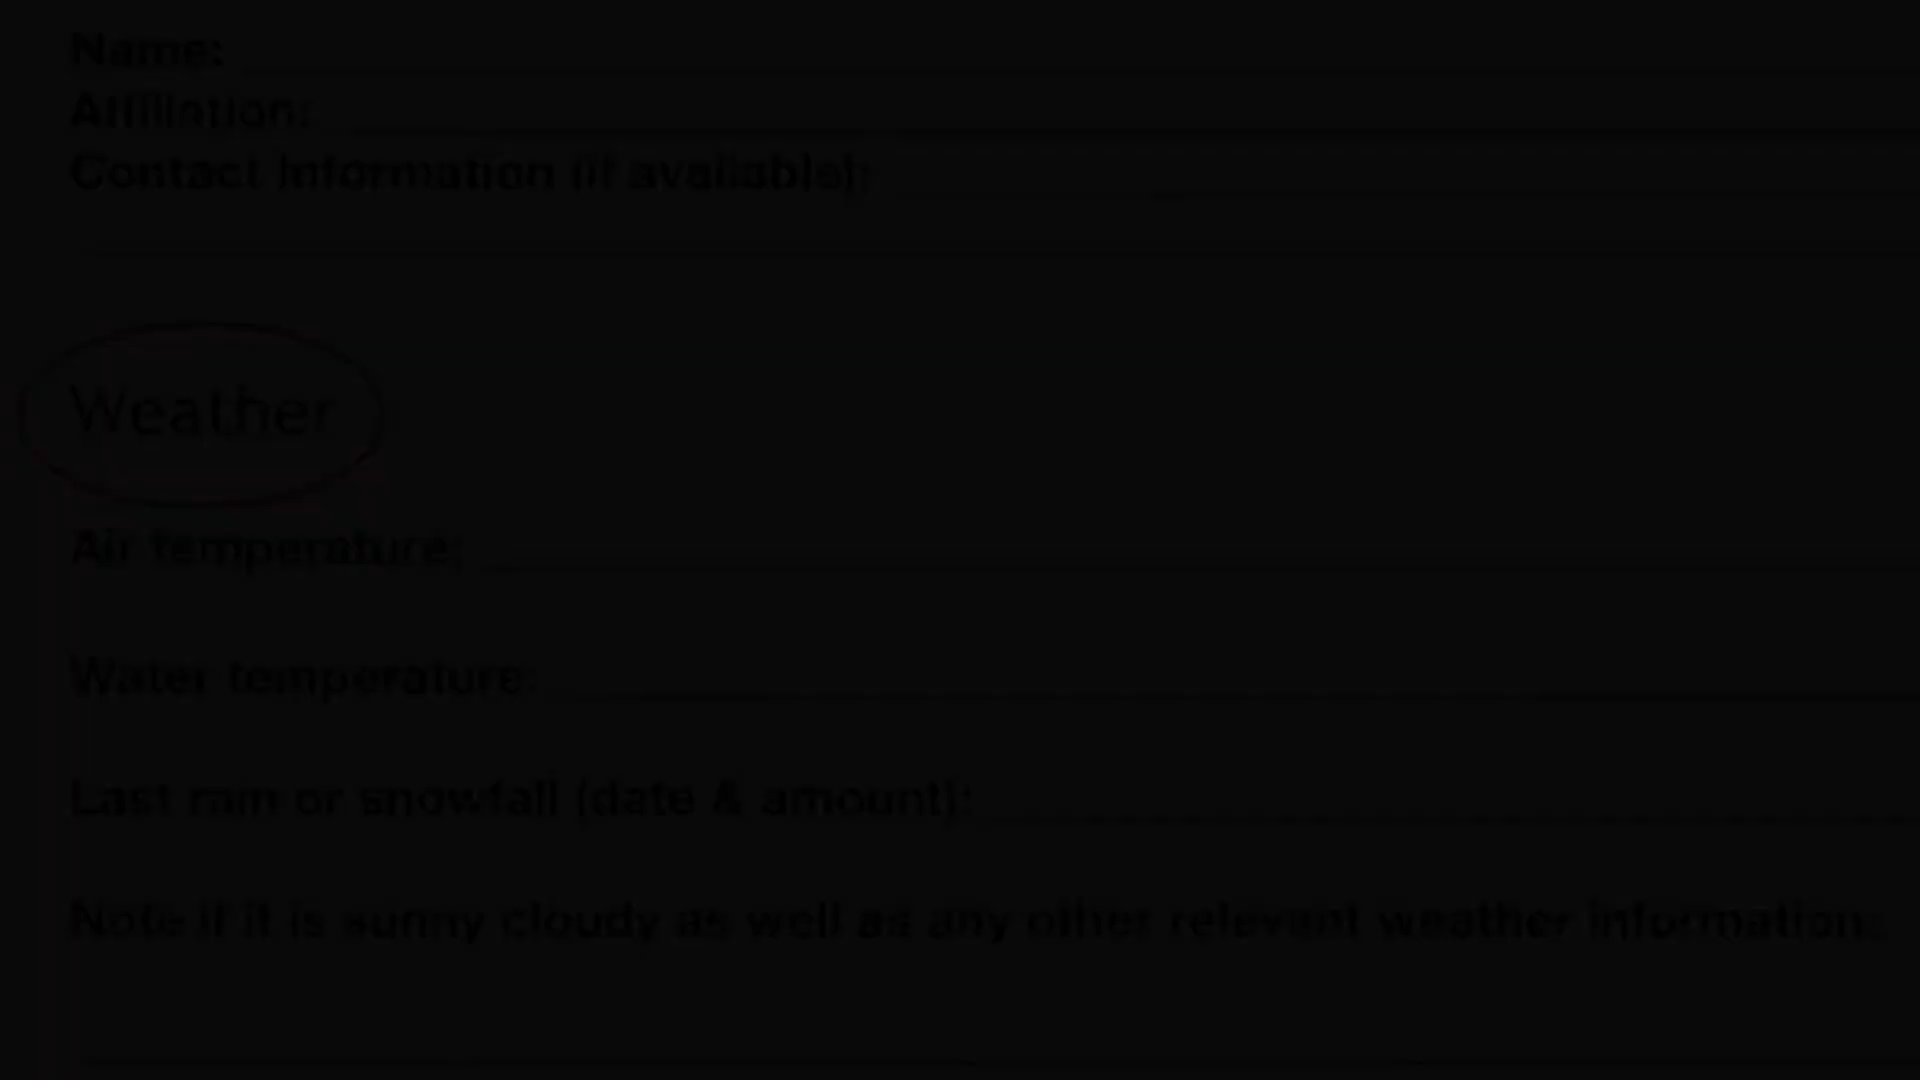 Name:
Affiliation:
Contact Information (if available):
Weather
Air temperature:
Water temperature:
Last rain or snowfall (date & amount):
Note if it is sunny cloudy as well as any other relevant weather information: